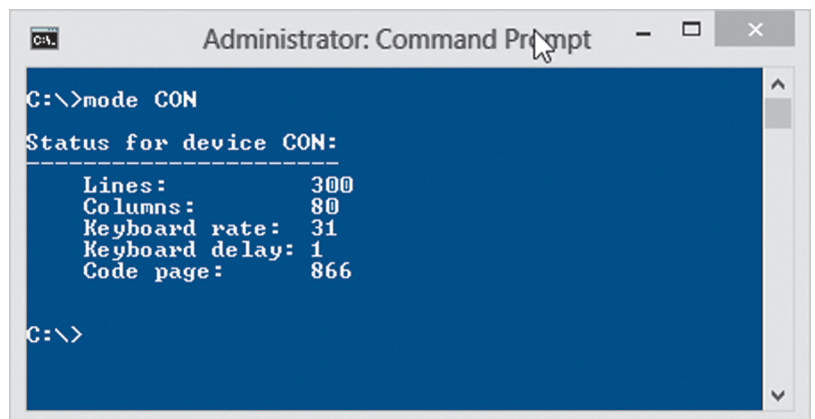 C:\.
Administrator: Command Prompt
C:\>mode CON
Status for device CON:
----------------------
Lines: 300
Columns: 80
Keyboard rate: 31
Keyboard delay: 1
Code page: 866
C:\>